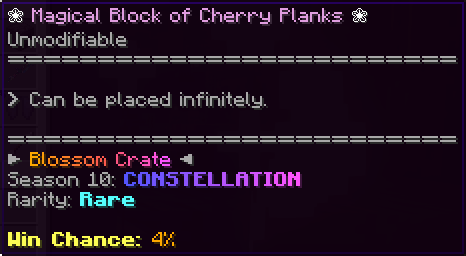 ❀ Magical Block of Cherry Planks ❀
Unmodifiable
==============================
> Can be placed infinitely.
==============================
► Blossom Crate ◄
Season 10: CONSTELLATION
Rarity: Rare
Win Chance: 4%